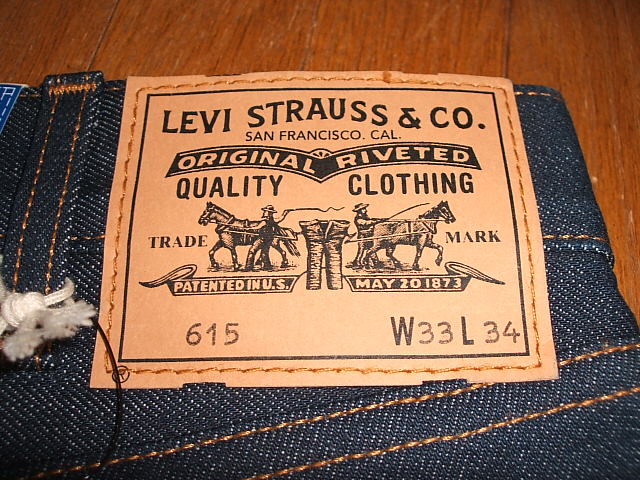 LEVI STRAUSS & CO.
SAN FRANCISCO. CAL.
ORIGINAL RIVETED
QUALITY CLOTHING
TRADE MARK
PATENTED IN U.S. MAY 20 1873
615 W33 L 34
®